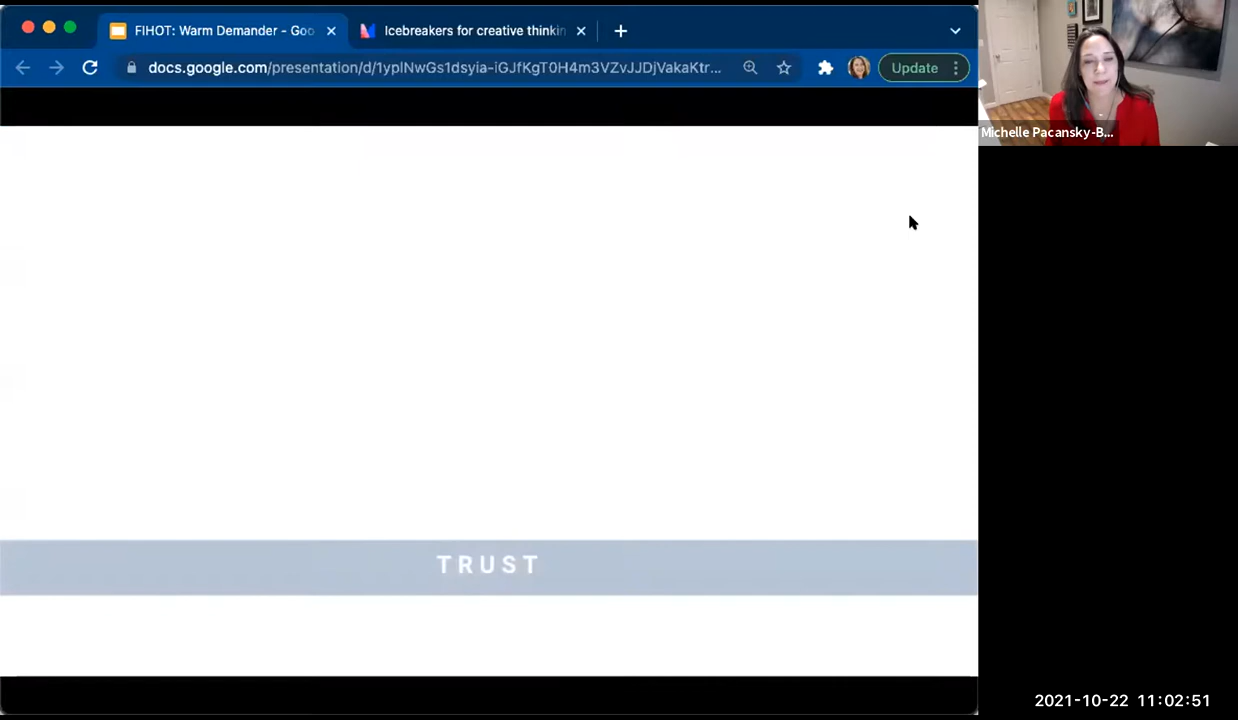 FIHOT: Warm Demander - Goo
Icebreakers for creative thinkin
docs.google.com/presentation/d/1yplNwGs1dsyia-iGJfKgT0H4m3VZvJJDjVakaKtr...
Update
Michelle Pacansky-B...
TRUST
2021-10-22 11:02:51